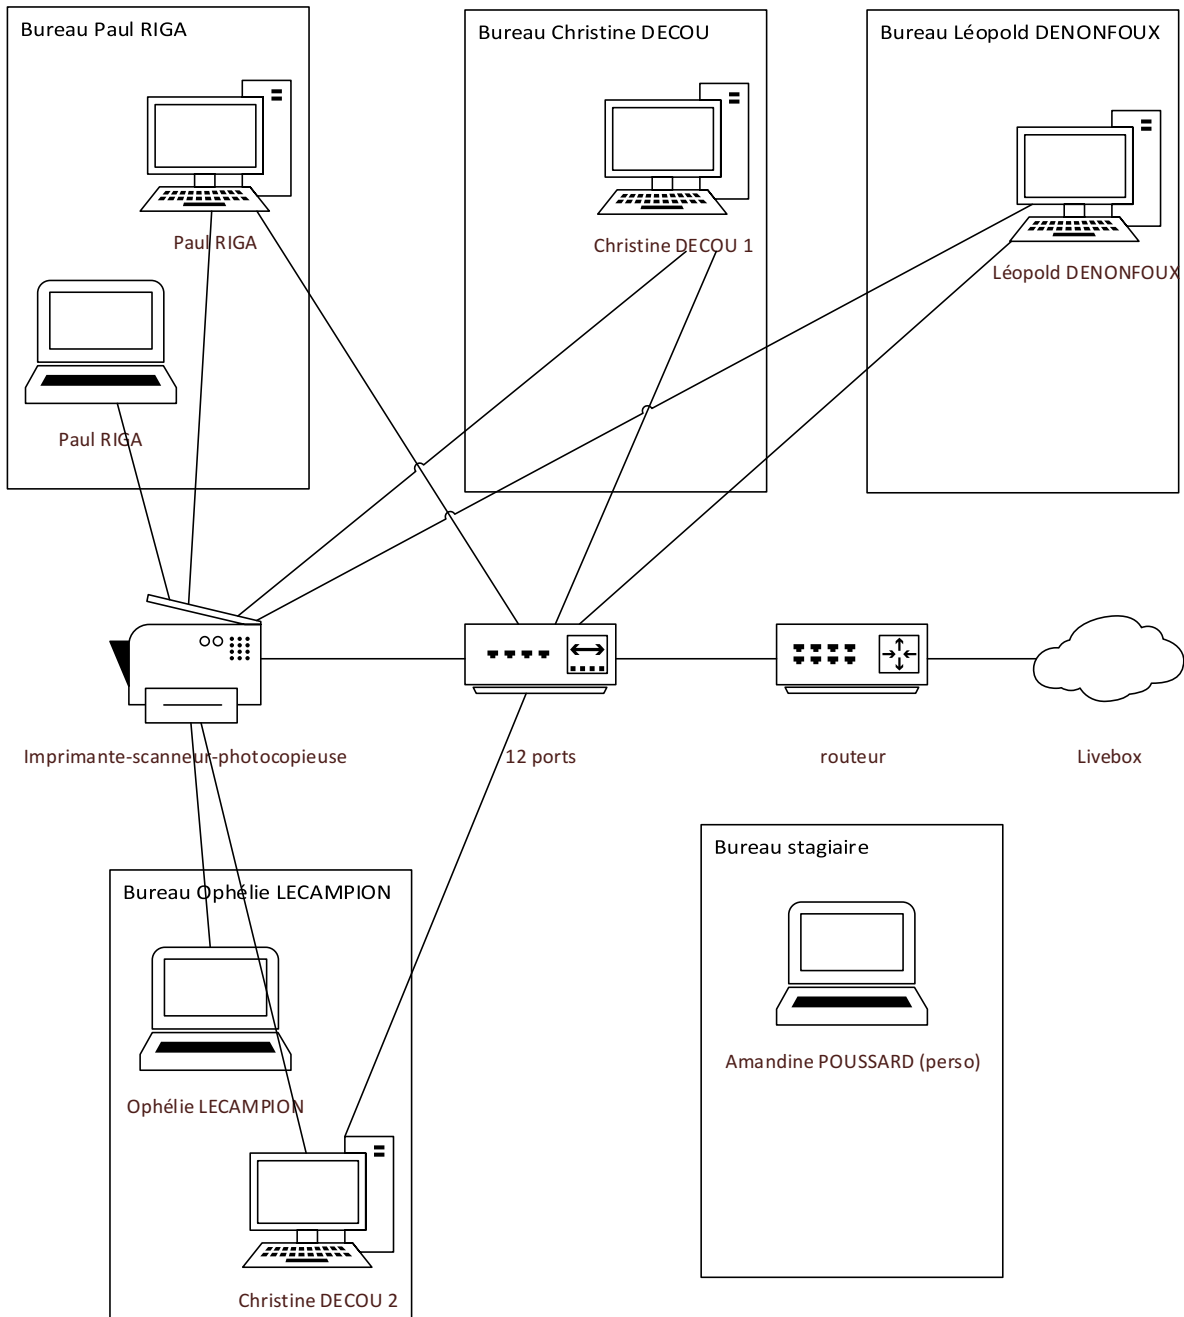 Bureau Paul RIGA
Bureau Christine DECOU
Bureau Léopold DENONFOUX
Paul RIGA
Christine DECOU 1
Léopold DENONFOUX
Paul RIGA
Imprimante-scanneur-photocopieuse
12 ports
routeur
Livebox
Bureau stagiaire
Bureau Ophélie LECAMPION
Amandine POUSSARD (perso)
Ophélie LECAMPION
Christine DECOU 2